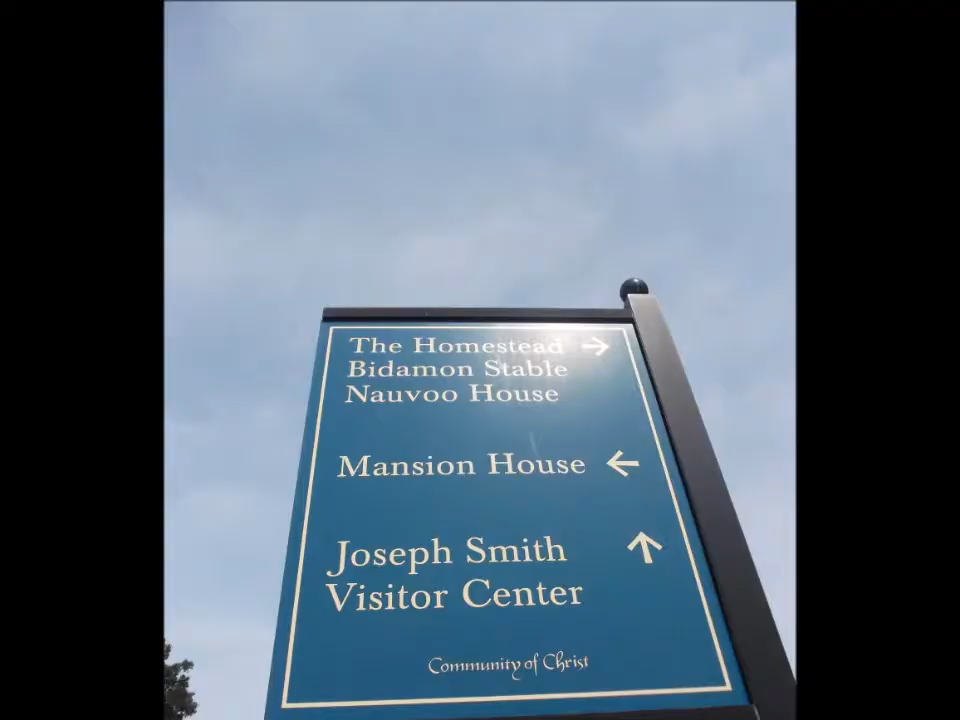 The Homestead →
Bidamon Stable
Nauvoo House
Mansion House ←
Joseph Smith ↑
Visitor Center
Community of Christ